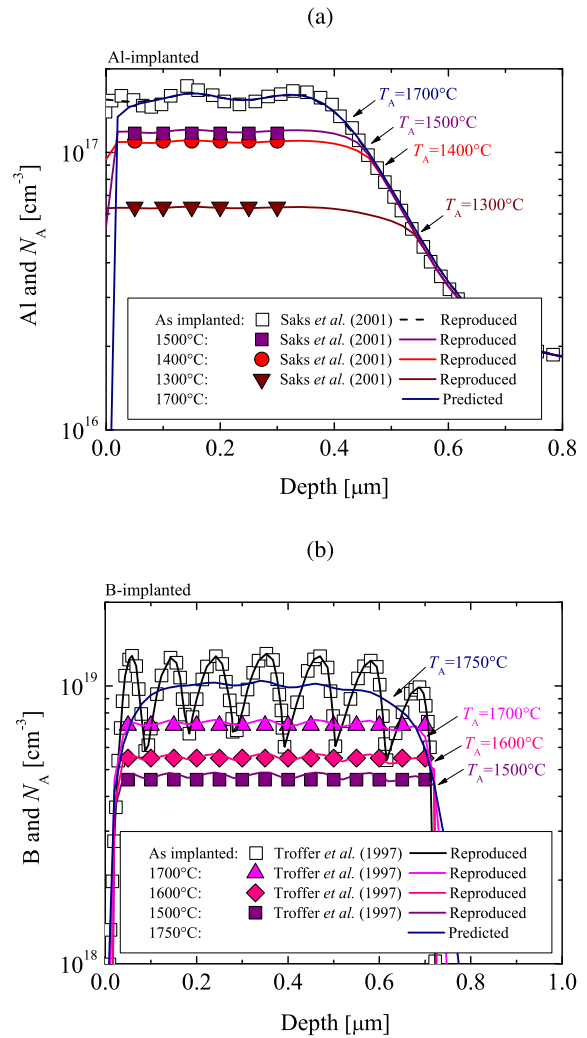 (a)
Al-implanted
T_A=1700°C
T_A=1500°C
T_A=1400°C
T_A=1300°C
10^17
10^16
Al and N_A [cm^-3]
As implanted: Saks et al. (2001) Reproduced
1500°C: Saks et al. (2001) Reproduced
1400°C: Saks et al. (2001) Reproduced
1300°C: Saks et al. (2001) Reproduced
1700°C: Predicted
0.0 0.2 0.4 0.6 0.8
Depth [μm]
(b)
B-implanted
T_A=1750°C
T_A=1700°C
T_A=1600°C
T_A=1500°C
10^19
10^18
B and N_A [cm^-3]
As implanted: Troffer et al. (1997) Reproduced
1700°C: Troffer et al. (1997) Reproduced
1600°C: Troffer et al. (1997) Reproduced
1500°C: Troffer et al. (1997) Reproduced
1750°C: Predicted
0.0 0.2 0.4 0.6 0.8 1.0
Depth [μm]